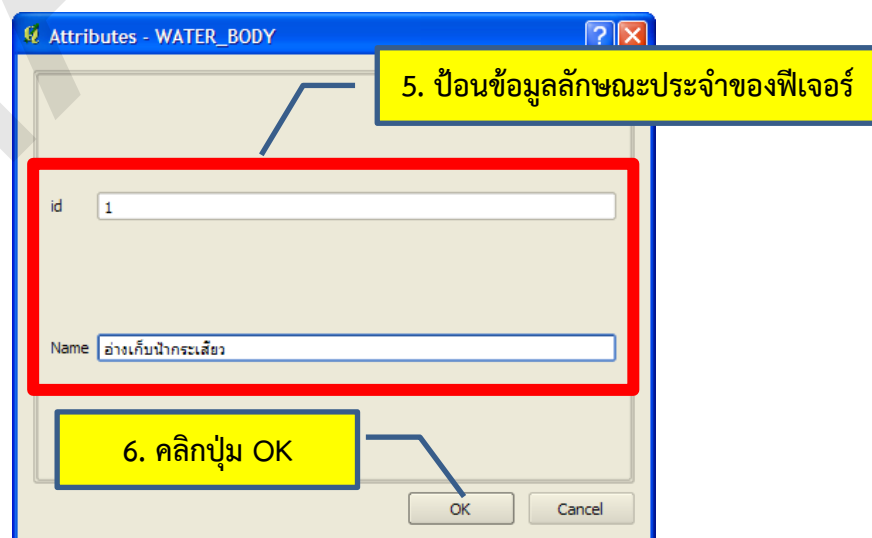 Attributes - WATER_BODY
5. ป้อนข้อมูลลักษณะประจำของฟีเจอร์
id 1
Name อ่างเก็บน้ำกระเสียว
6. คลิกปุ่ม OK
OK Cancel